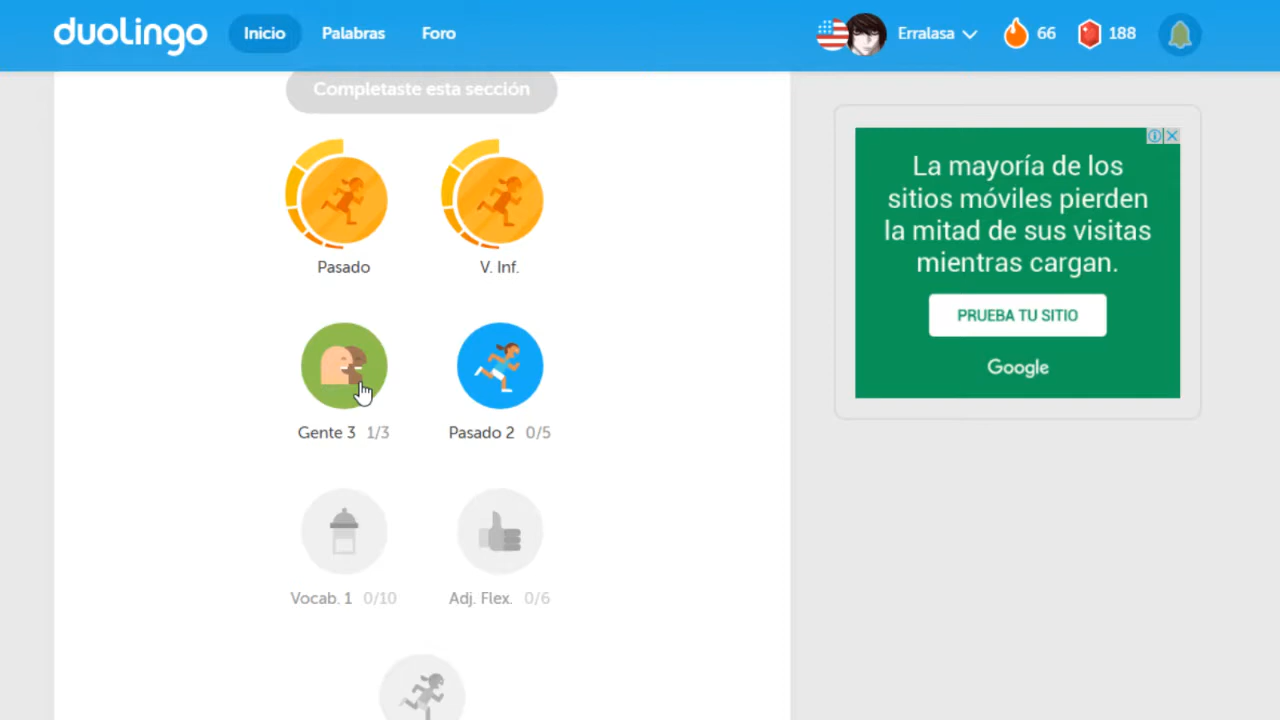 duolingo
Inicio
Palabras
Foro
Erralasa
66
188
Completaste esta sección
Pasado
V. Inf.
Gente 3 1/3
Pasado 2 0/5
Vocab. 1 0/10
Adj. Flex. 0/6
La mayoría de los
sitios móviles pierden
la mitad de sus visitas
mientras cargan.
PRUEBA TU SITIO
Google